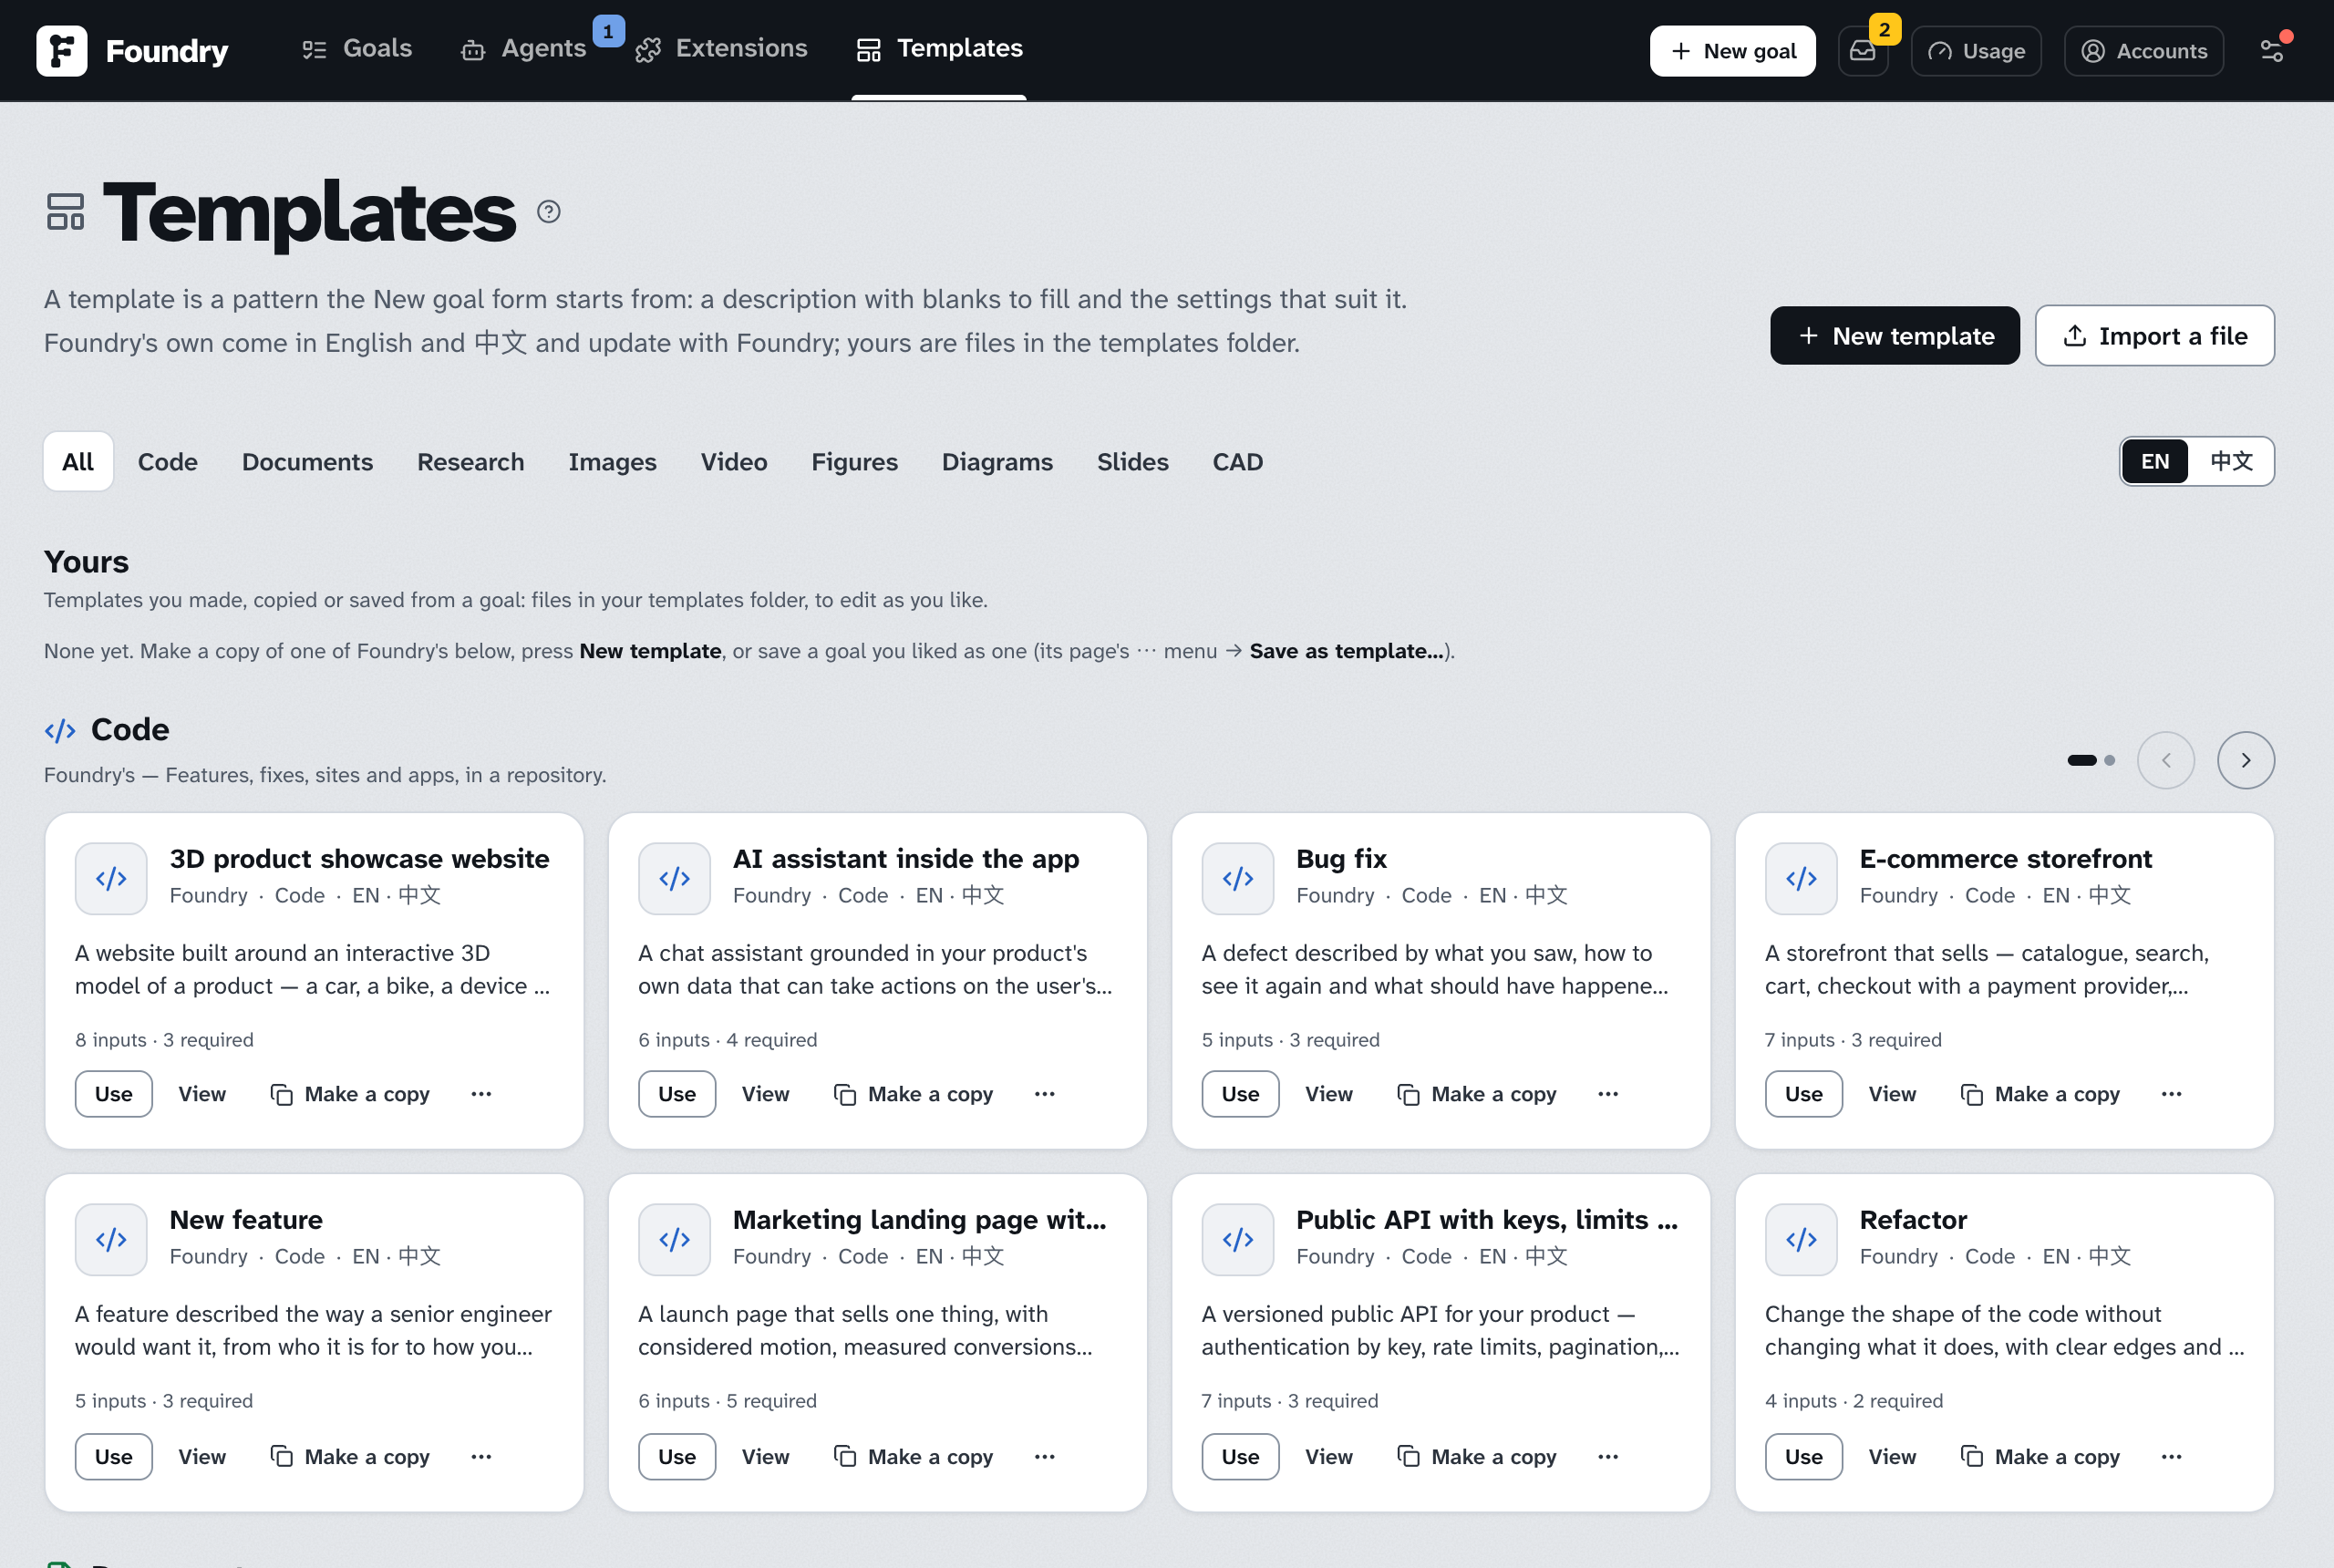 Foundry
Goals
Agents
1
Extensions
Templates
New goal
2
Usage
Accounts
Templates
A template is a pattern the New goal form starts from: a description with blanks to fill and the settings that suit it.
Foundry's own come in English and 中文 and update with Foundry; yours are files in the templates folder.
New template
Import a file
All
Code
Documents
Research
Images
Video
Figures
Diagrams
Slides
CAD
EN
中文
Yours
Templates you made, copied or saved from a goal: files in your templates folder, to edit as you like.
None yet. Make a copy of one of Foundry's below, press New template, or save a goal you liked as one (its page's ··· menu → Save as template...).
Code
Foundry's — Features, fixes, sites and apps, in a repository.
3D product showcase website
Foundry · Code · EN · 中文
A website built around an interactive 3D
model of a product — a car, a bike, a device ...
8 inputs · 3 required
Use
View
Make a copy
AI assistant inside the app
Foundry · Code · EN · 中文
A chat assistant grounded in your product's
own data that can take actions on the user's...
6 inputs · 4 required
Use
View
Make a copy
Bug fix
Foundry · Code · EN · 中文
A defect described by what you saw, how to
see it again and what should have happene...
5 inputs · 3 required
Use
View
Make a copy
E-commerce storefront
Foundry · Code · EN · 中文
A storefront that sells — catalogue, search,
cart, checkout with a payment provider,...
7 inputs · 3 required
Use
View
Make a copy
New feature
Foundry · Code · EN · 中文
A feature described the way a senior engineer
would want it, from who it is for to how you...
5 inputs · 3 required
Use
View
Make a copy
Marketing landing page wit...
Foundry · Code · EN · 中文
A launch page that sells one thing, with
considered motion, measured conversions...
6 inputs · 5 required
Use
View
Make a copy
Public API with keys, limits ...
Foundry · Code · EN · 中文
A versioned public API for your product —
authentication by key, rate limits, pagination,...
7 inputs · 3 required
Use
View
Make a copy
Refactor
Foundry · Code · EN · 中文
Change the shape of the code without
changing what it does, with clear edges and ...
4 inputs · 2 required
Use
View
Make a copy